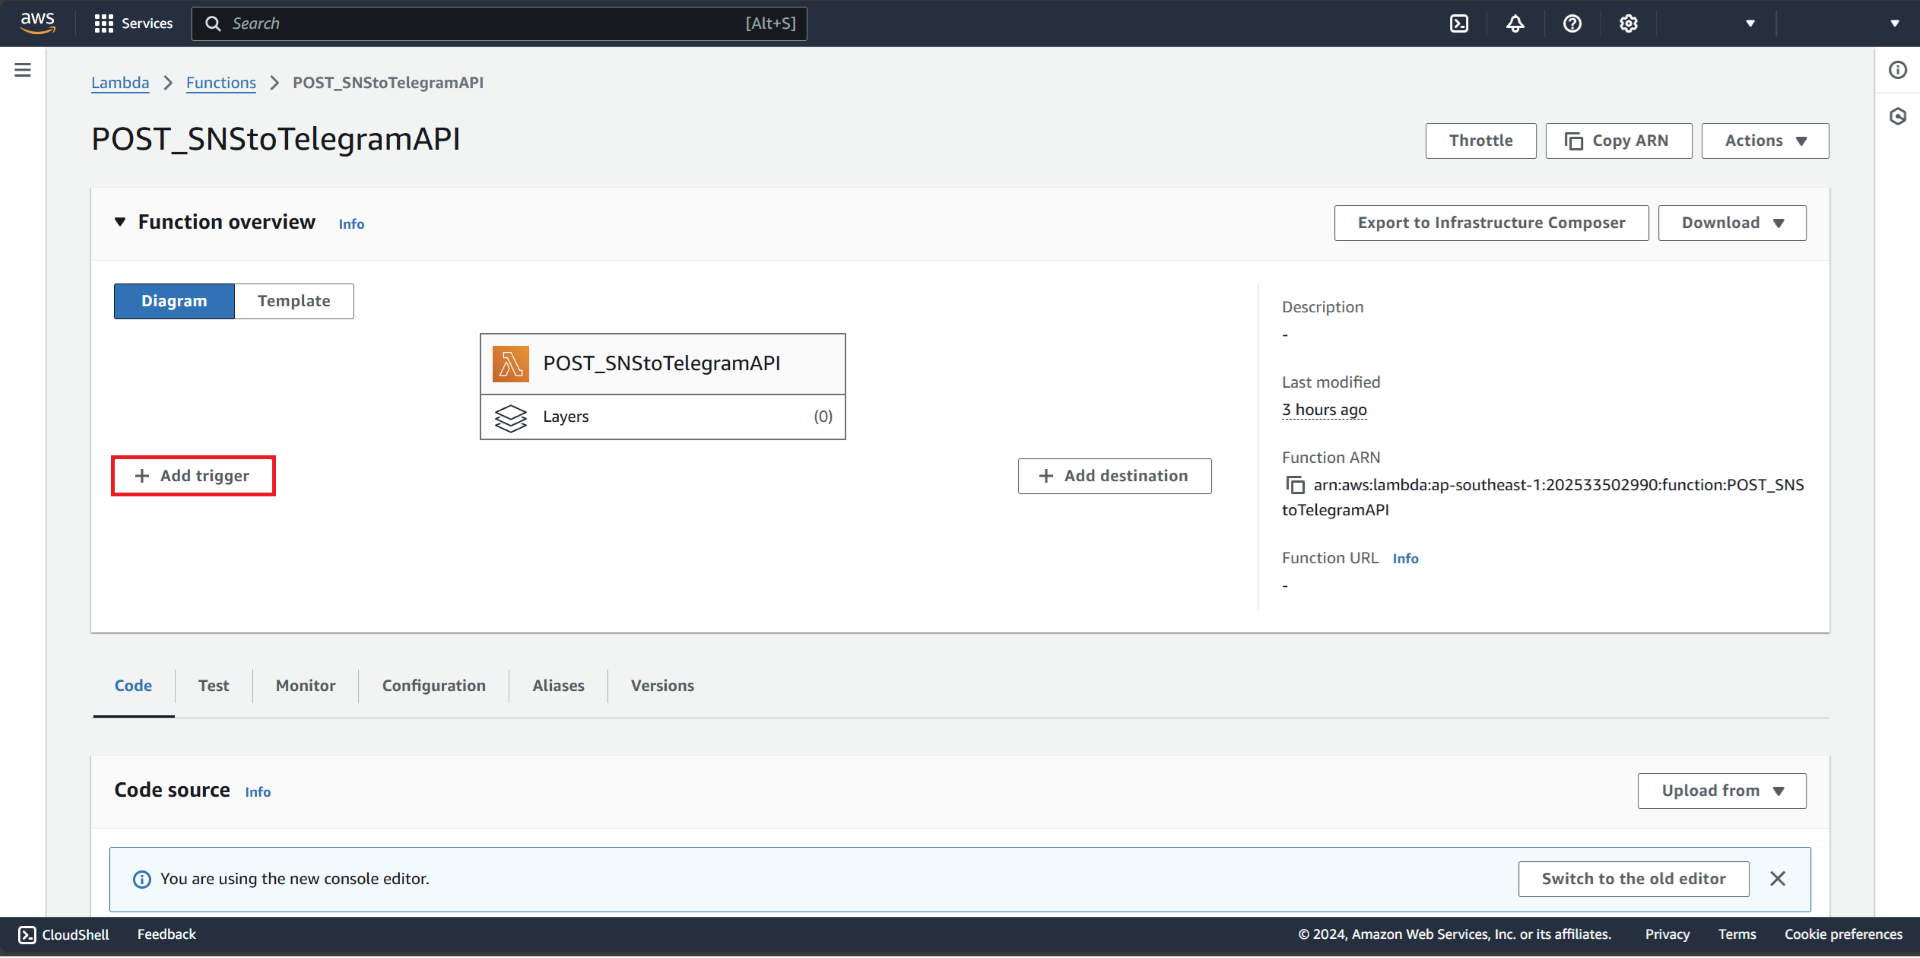 aws Services Search [Alt+S]
Lambda Functions POST_SNStoTelegramAPI
POST_SNStoTelegramAPI
Throttle Copy ARN Actions
Function overview Info
Export to Infrastructure Composer Download
Diagram Template
POST_SNStoTelegramAPI
Layers (0)
+ Add trigger
+ Add destination
Description
-
Last modified
3 hours ago
Function ARN
arn:aws:lambda:ap-southeast-1:202533502990:function:POST_SNS
toTelegramAPI
Function URL Info
-
Code Test Monitor Configuration Aliases Versions
Code source Info
Upload from
You are using the new console editor.
Switch to the old editor
CloudShell Feedback
© 2024, Amazon Web Services, Inc. or its affiliates. Privacy Terms Cookie preferences